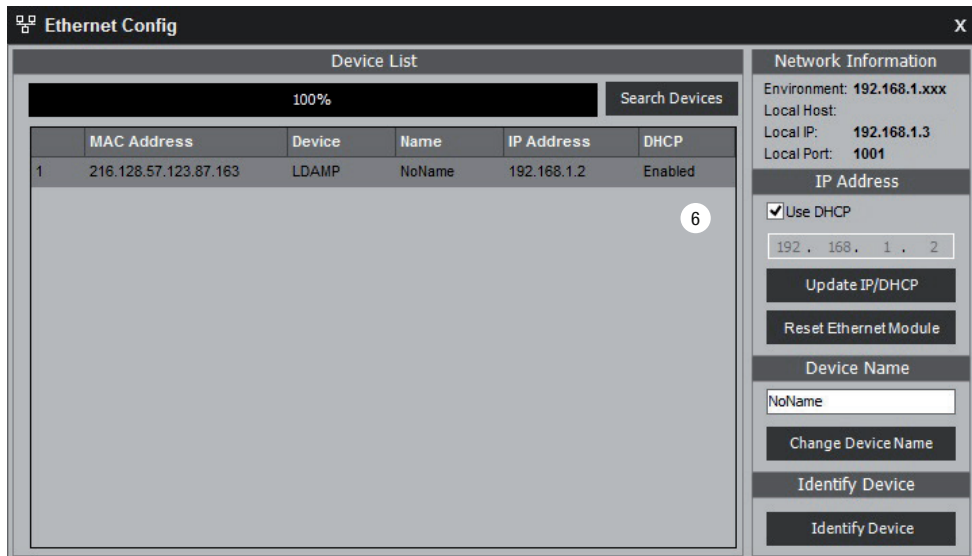 Ethernet Config X
Device List
100% Search Devices
MAC Address Device Name IP Address DHCP
1 216.128.57.123.87.163 LDAMP NoName 192.168.1.2 Enabled
6
Network Information
Environment: 192.168.1.xxx
Local Host:
Local IP: 192.168.1.3
Local Port: 1001
IP Address
Use DHCP
192 . 168 . 1 . 2
Update IP/DHCP
Reset Ethernet Module
Device Name
NoName
Change Device Name
Identify Device
Identify Device